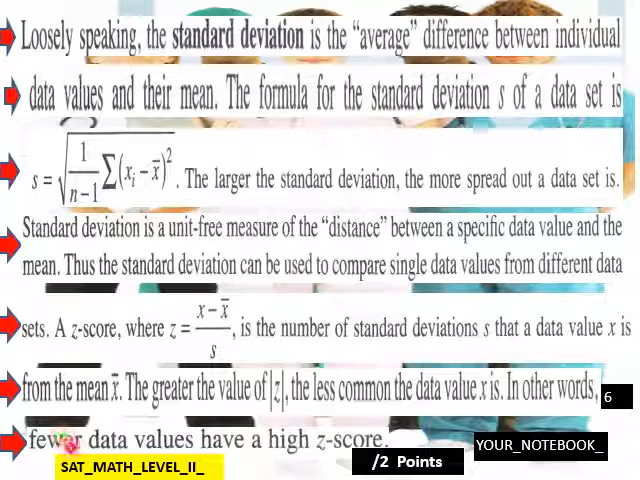 Loosely speaking, the standard deviation is the “average” difference between individual
data values and their mean. The formula for the standard deviation s of a data set is
s = √(1/(n−1) ∑(xᵢ − x̄)²). The larger the standard deviation, the more spread out a data set is.
Standard deviation is a unit-free measure of the “distance” between a specific data value and the
mean. Thus the standard deviation can be used to compare single data values from different data
sets. A z-score, where z = (x − x̄)/s, is the number of standard deviations s that a data value x is
from the mean x̄. The greater the value of |z|, the less common the data value x is. In other words,
6
fewer data values have a high z-score.
SAT_MATH_LEVEL_II_
/2 Points
YOUR_NOTEBOOK_